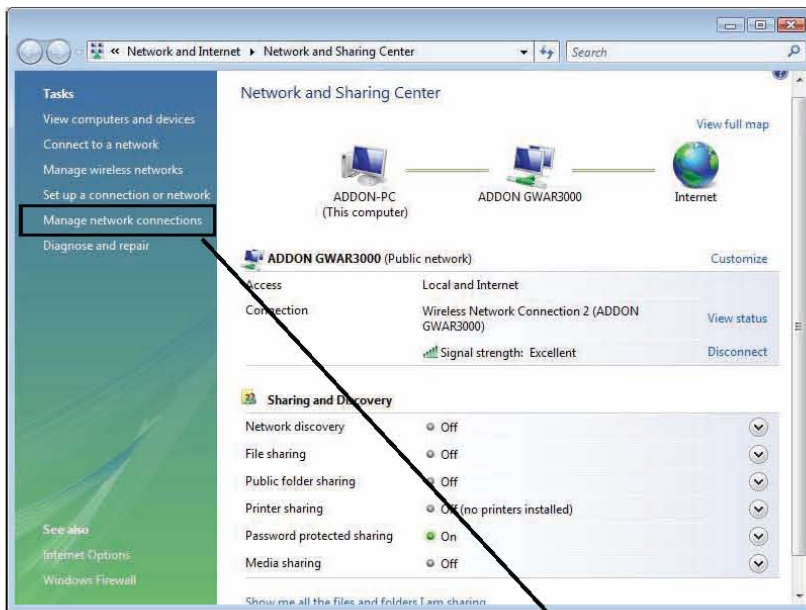 « Network and Internet ▸ Network and Sharing Center
Search
Tasks
View computers and devices
Connect to a network
Manage wireless networks
Set up a connection or network
Manage network connections
Diagnose and repair
See also
Internet Options
Windows Firewall
Network and Sharing Center
View full map
ADDON-PC
(This computer)
ADDON GWAR3000
Internet
ADDON GWAR3000 (Public network)
Customize
Access
Local and Internet
Connection
Wireless Network Connection 2 (ADDON
GWAR3000)
View status
Signal strength: Excellent
Disconnect
Sharing and Discovery
Network discovery
Off
File sharing
Off
Public folder sharing
Off
Printer sharing
Off (no printers installed)
Password protected sharing
On
Media sharing
Off
Show me all the files and folders I am sharing